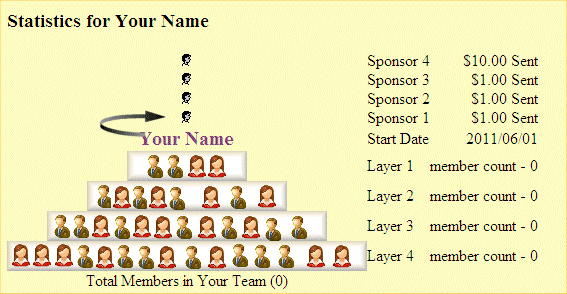 Statistics for Your Name
Sponsor 4 $10.00 Sent
Sponsor 3 $1.00 Sent
Sponsor 2 $1.00 Sent
Sponsor 1 $1.00 Sent
Your Name
Start Date 2011/06/01
Layer 1 member count - 0
Layer 2 member count - 0
Layer 3 member count - 0
Layer 4 member count - 0
Total Members in Your Team (0)